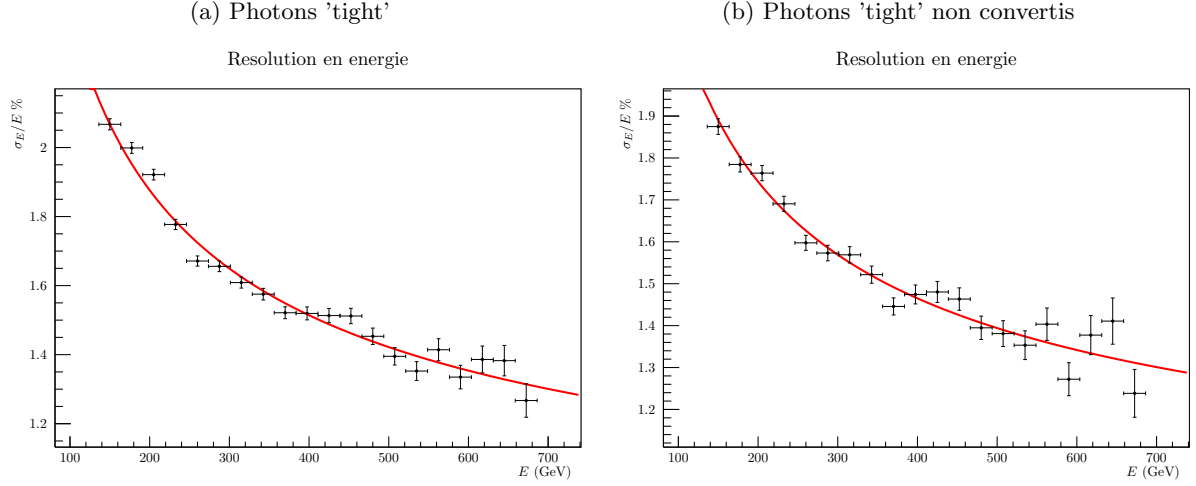 (a) Photons 'tight'
Resolution en energie
σE/E %
2
1.8
1.6
1.4
1.2
100 200 300 400 500 600 700
E (GeV)
(b) Photons 'tight' non convertis
Resolution en energie
σE/E %
1.9
1.8
1.7
1.6
1.5
1.4
1.3
1.2
100 200 300 400 500 600 700
E (GeV)